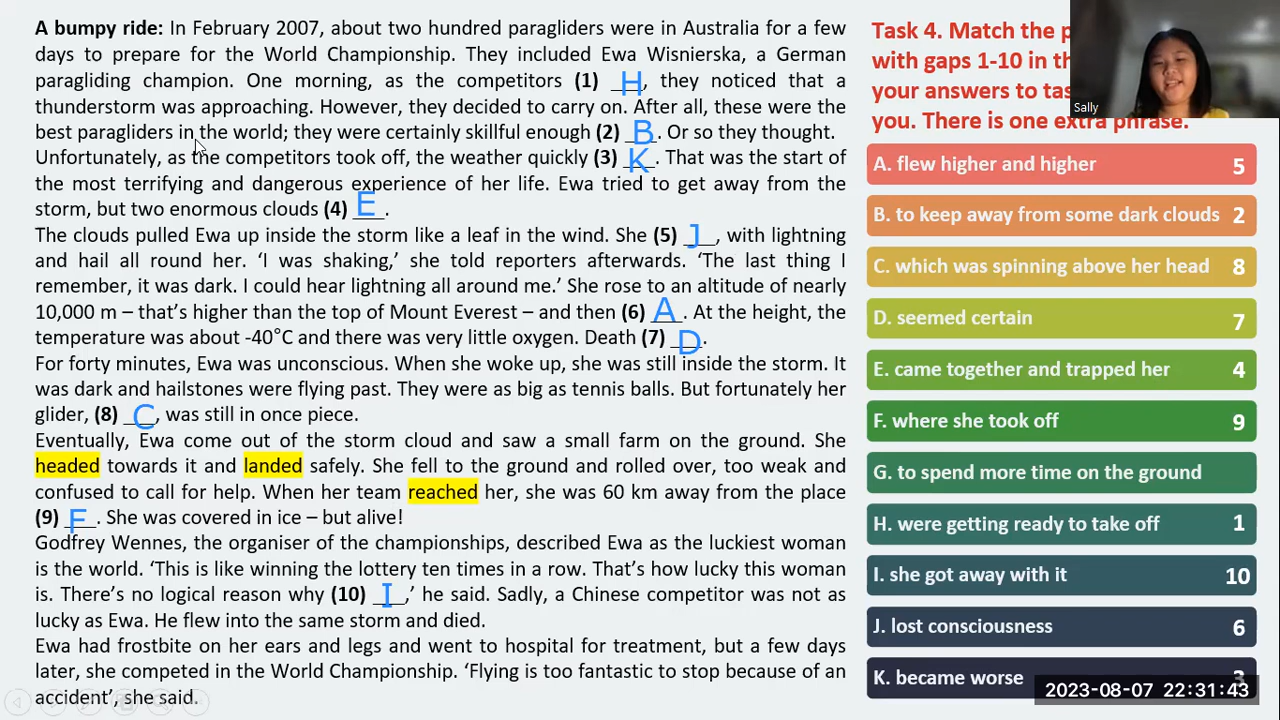 A bumpy ride: In February 2007, about two hundred paragliders were in Australia for a few
days to prepare for the World Championship. They included Ewa Wisnierska, a German
paragliding champion. One morning, as the competitors (1) H, they noticed that a
thunderstorm was approaching. However, they decided to carry on. After all, these were the
best paragliders in the world; they were certainly skillful enough (2) B. Or so they thought.
Unfortunately, as the competitors took off, the weather quickly (3) K. That was the start of
the most terrifying and dangerous experience of her life. Ewa tried to get away from the
storm, but two enormous clouds (4) E.
The clouds pulled Ewa up inside the storm like a leaf in the wind. She (5) J, with lightning
and hail all round her. ‘I was shaking,’ she told reporters afterwards. ‘The last thing I
remember, it was dark. I could hear lightning all around me.’ She rose to an altitude of nearly
10,000 m – that’s higher than the top of Mount Everest – and then (6) A. At the height, the
temperature was about -40°C and there was very little oxygen. Death (7) D.
For forty minutes, Ewa was unconscious. When she woke up, she was still inside the storm. It
was dark and hailstones were flying past. They were as big as tennis balls. But fortunately her
glider, (8) C, was still in once piece.
Eventually, Ewa come out of the storm cloud and saw a small farm on the ground. She
headed towards it and landed safely. She fell to the ground and rolled over, too weak and
confused to call for help. When her team reached her, she was 60 km away from the place
(9) F. She was covered in ice – but alive!
Godfrey Wennes, the organiser of the championships, described Ewa as the luckiest woman
is the world. ‘This is like winning the lottery ten times in a row. That’s how lucky this woman
is. There’s no logical reason why (10) I,’ he said. Sadly, a Chinese competitor was not as
lucky as Ewa. He flew into the same storm and died.
Ewa had frostbite on her ears and legs and went to hospital for treatment, but a few days
later, she competed in the World Championship. ‘Flying is too fantastic to stop because of an
accident’, she said.
Task 4. Match the
with gaps 1-10 in
your answers to
you. There is one extra phrase.
Sally
A. flew higher and higher 5
B. to keep away from some dark clouds 2
C. which was spinning above her head 8
D. seemed certain 7
E. came together and trapped her 4
F. where she took off 9
G. to spend more time on the ground
H. were getting ready to take off 1
I. she got away with it 10
J. lost consciousness 6
K. became worse 3
2023-08-07 22:31:43